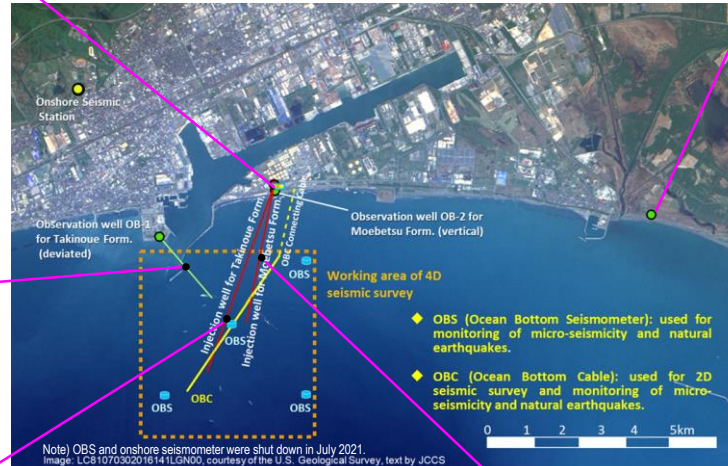 Onshore Seismic
Station
Observation well OB-1
for Takinoue Form.
(deviated)
Observation well OB-2 for
Moebetsu Form. (vertical)
Injection well for Takinoue Form.
Injection well for Moebetsu Form.
OBC Connecting Cable
OBS
Working area of 4D
seismic survey
OBS
OBC
OBS
OBS
◆ OBS (Ocean Bottom Seismometer): used for
monitoring of micro-seismicity and natural
earthquakes.
◆ OBC (Ocean Bottom Cable): used for 2D
seismic survey and monitoring of micro-
seismicity and natural earthquakes.
0 1 2 3 4 5km
Note) OBS and onshore seismometer were shut down in July 2021.
Image: LC81070302016141LGN00, courtesy of the U.S. Geological Survey, text by JCCS